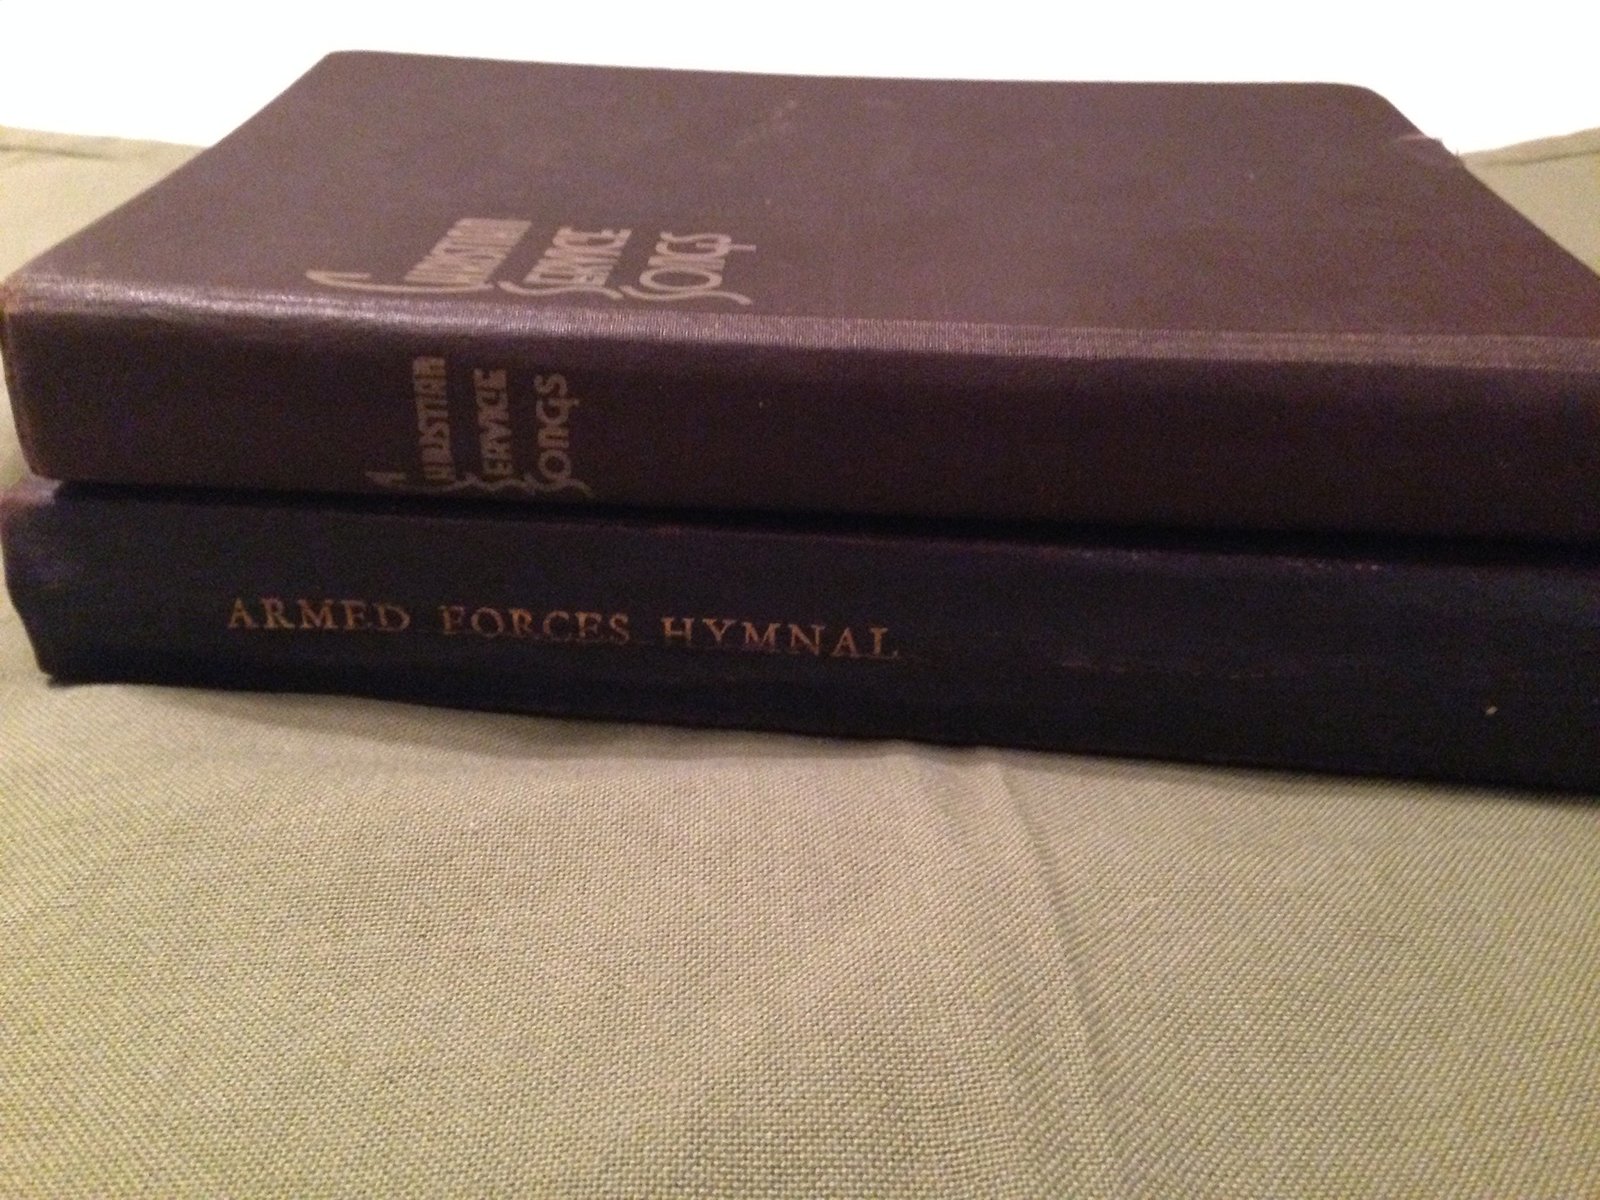 Christian
Service
Songs
Christian
Service
Songs
ARMED FORCES HYMNAL